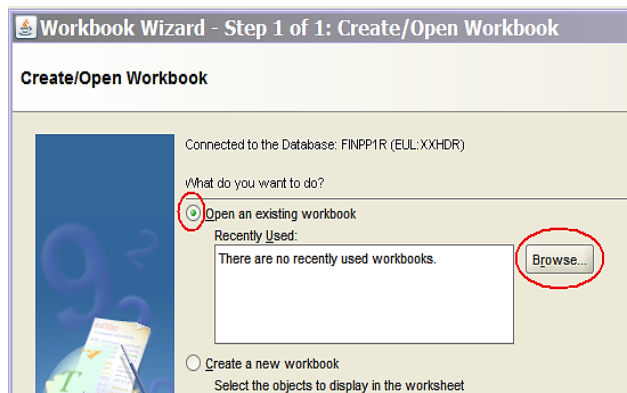 Workbook Wizard - Step 1 of 1: Create/Open Workbook
Create/Open Workbook
Connected to the Database: FINPP1R (EUL:XXHDR)
What do you want to do?
Open an existing workbook
Recently Used:
There are no recently used workbooks.
Browse...
Create a new workbook
Select the objects to display in the worksheet